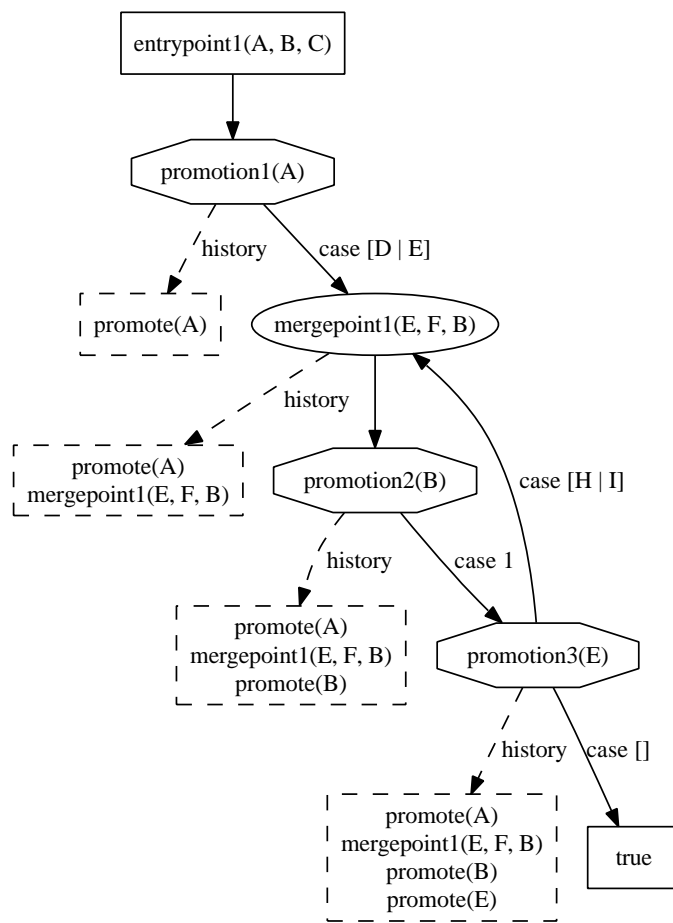 entrypoint1(A, B, C)
promotion1(A)
history
case [D | E]
promote(A)
mergepoint1(E, F, B)
history
promote(A)
mergepoint1(E, F, B)
promotion2(B)
case [H | I]
history
case 1
promote(A)
mergepoint1(E, F, B)
promote(B)
promotion3(E)
history
case []
promote(A)
mergepoint1(E, F, B)
promote(B)
promote(E)
true